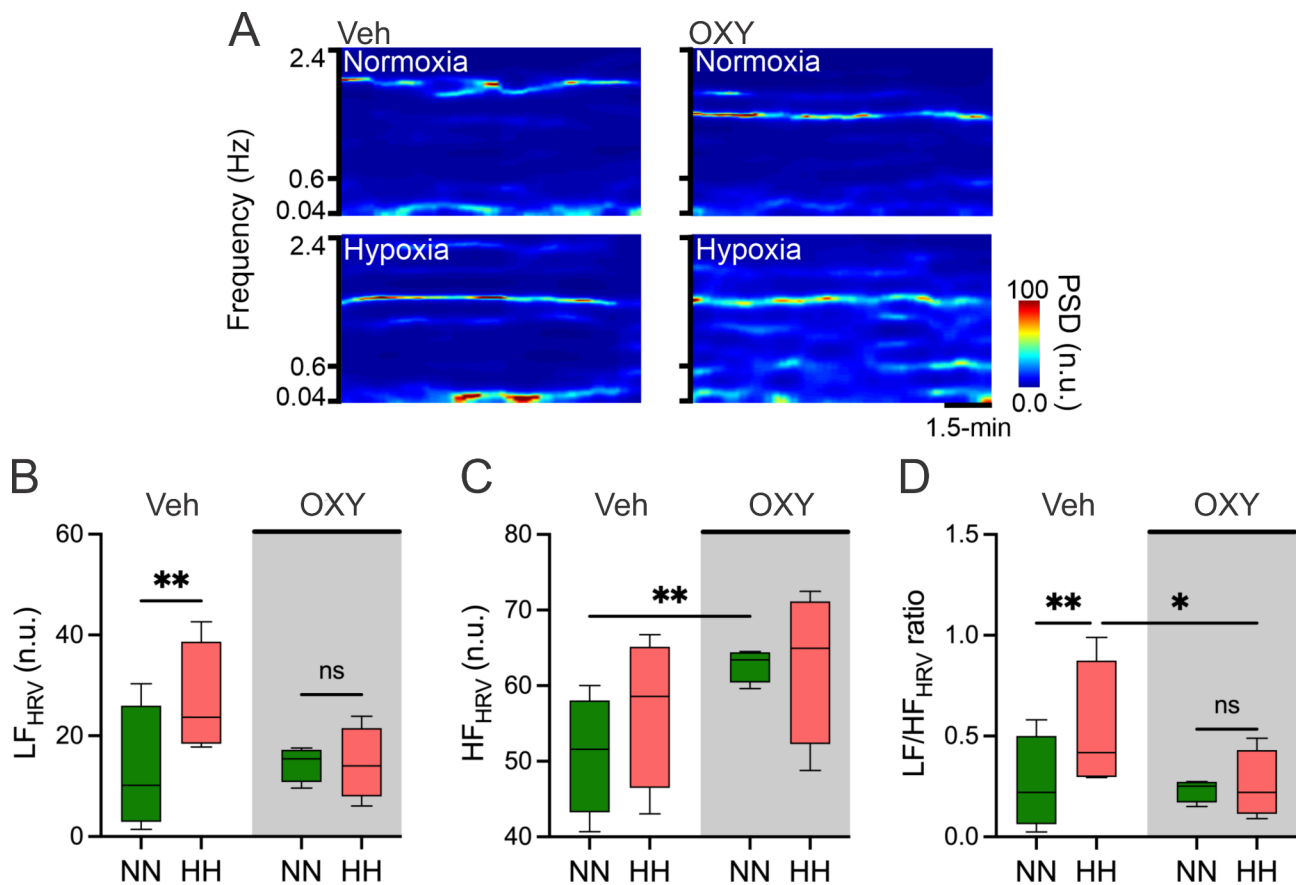 A
Veh
OXY
Frequency (Hz)
2.4
0.6
0.04
Normoxia
Normoxia
2.4
0.6
0.04
Hypoxia
Hypoxia
100
0.0
PSD (n.u.)
1.5-min
B
Veh
OXY
LFHRV (n.u.)
60
40
20
0
**
ns
NN
HH
NN
HH
C
Veh
OXY
HFHRV (n.u.)
80
70
60
50
40
**
NN
HH
NN
HH
D
Veh
OXY
LF/HFHRV ratio
1.5
1.0
0.5
0.0
**
*
ns
NN
HH
NN
HH